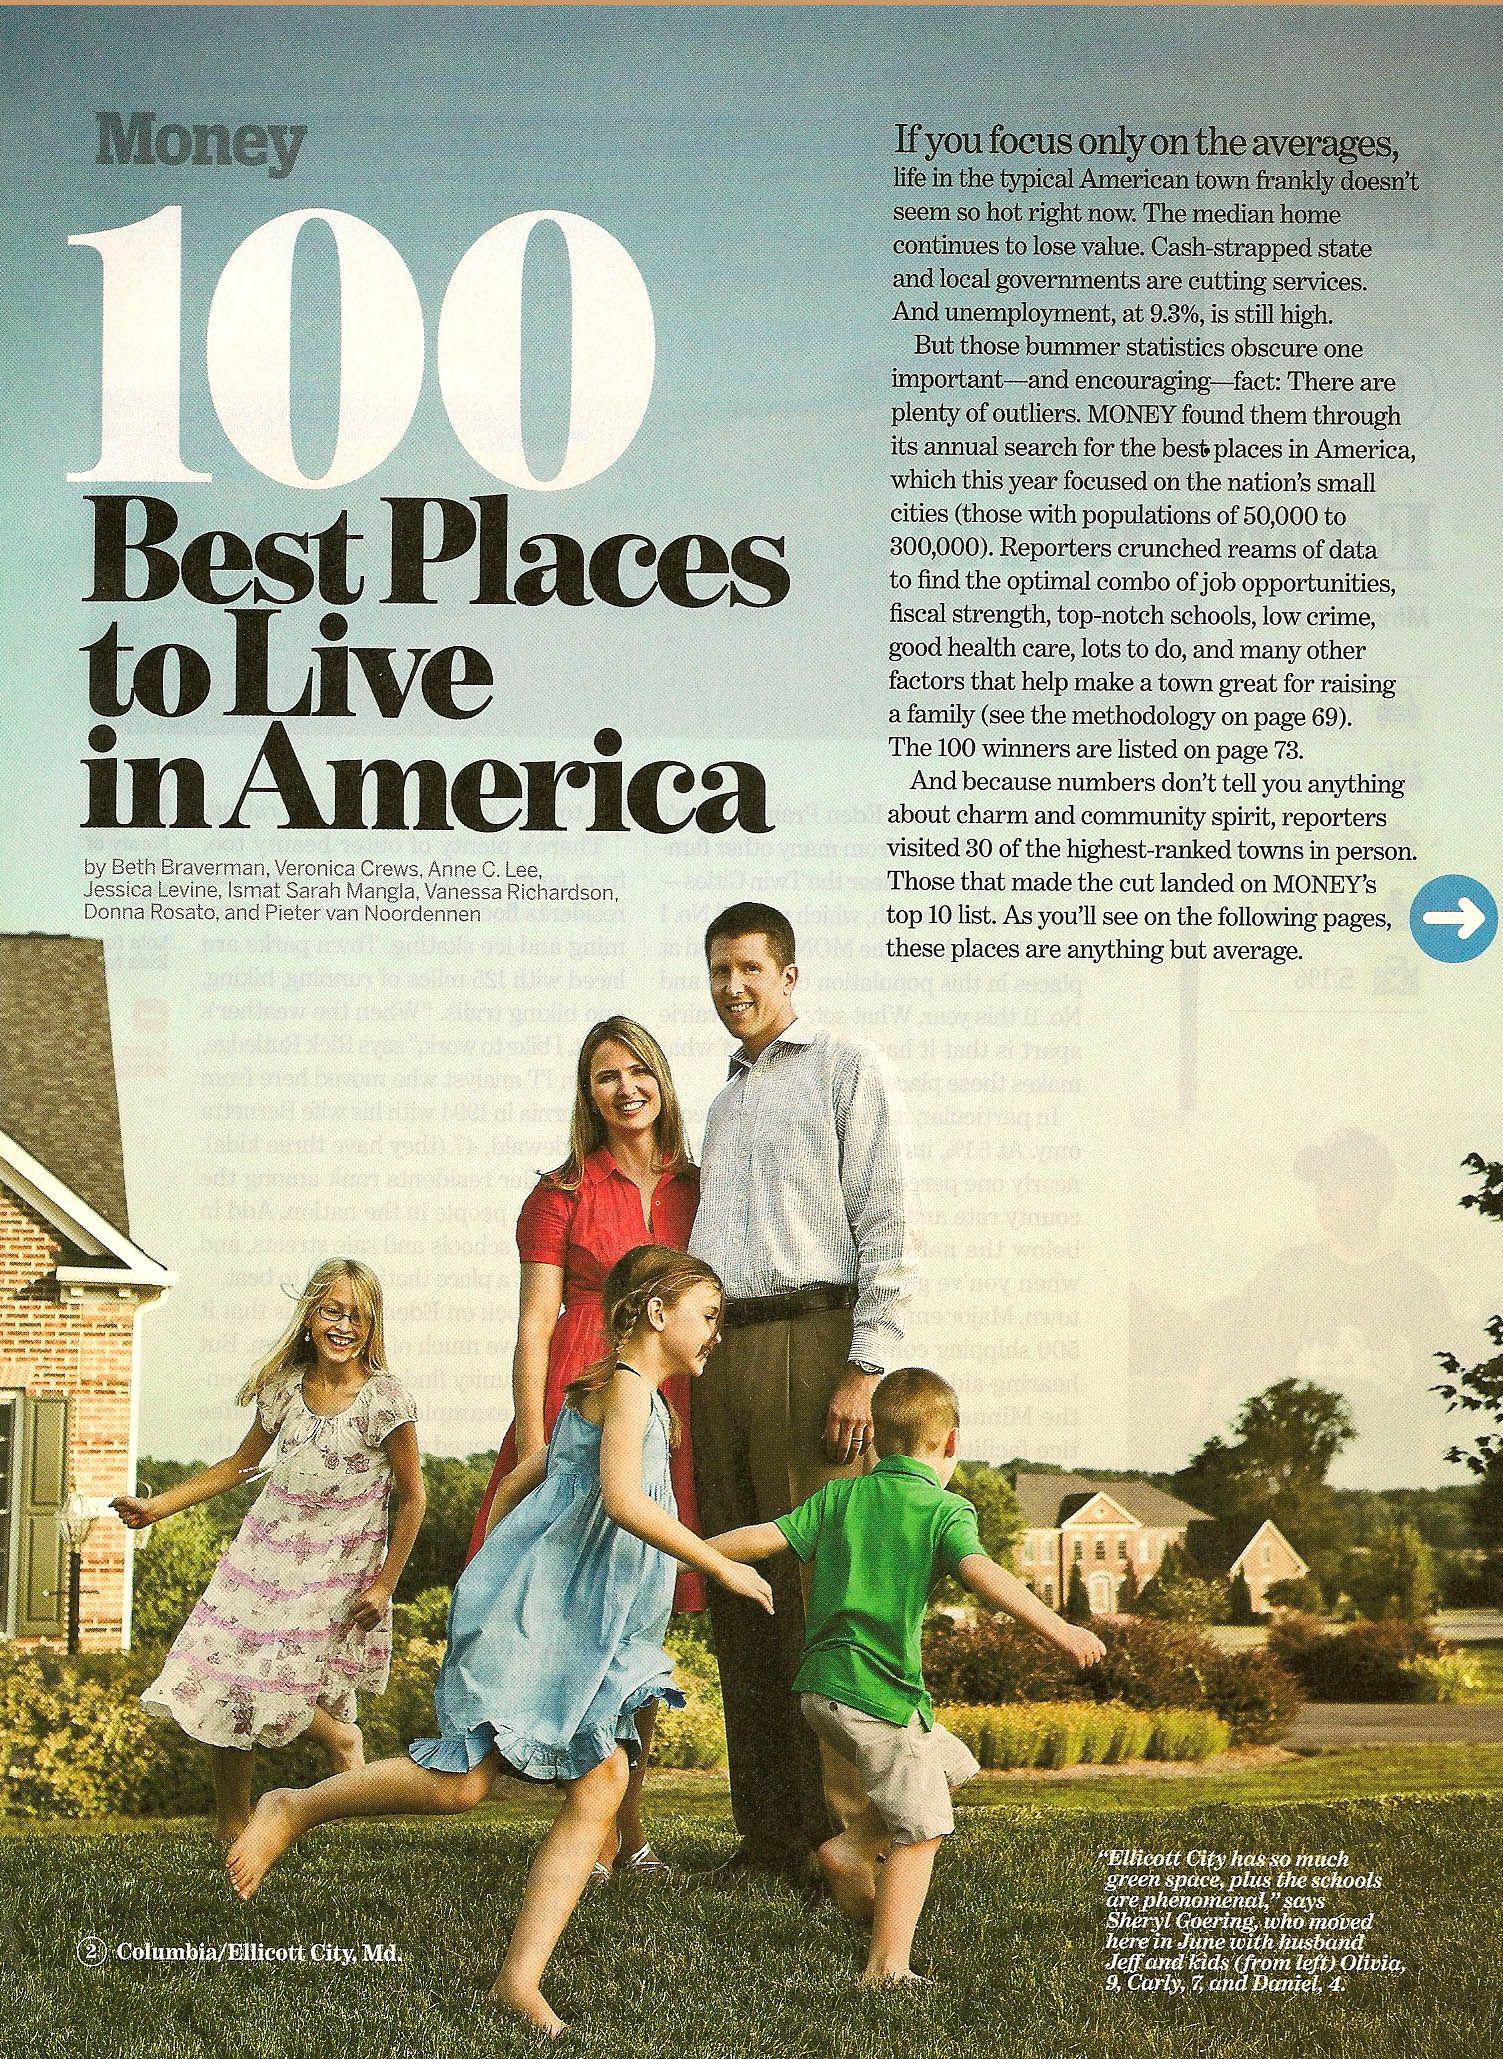 Money
100
Best Places
to Live
in America
by Beth Braverman, Veronica Crews, Anne C. Lee,
Jessica Levine, Ismat Sarah Mangla, Vanessa Richardson,
Donna Rosato, and Pieter van Noordennen
If you focus only on the averages,
life in the typical American town frankly doesn't
seem so hot right now. The median home
continues to lose value. Cash-strapped state
and local governments are cutting services.
And unemployment, at 9.3%, is still high.
But those bummer statistics obscure one
important—and encouraging—fact: There are
plenty of outliers. MONEY found them through
its annual search for the best places in America,
which this year focused on the nation's small
cities (those with populations of 50,000 to
300,000). Reporters crunched reams of data
to find the optimal combo of job opportunities,
fiscal strength, top-notch schools, low crime,
good health care, lots to do, and many other
factors that help make a town great for raising
a family (see the methodology on page 69).
The 100 winners are listed on page 73.
And because numbers don't tell you anything
about charm and community spirit, reporters
visited 30 of the highest-ranked towns in person.
Those that made the cut landed on MONEY's
top 10 list. As you'll see on the following pages,
these places are anything but average.
"Ellicott City has so much
green space, plus the schools
are phenomenal," says
Sheryl Goering, who moved
here in June with husband
Jeff and kids (from left) Olivia,
9, Carly, 7, and Daniel, 4.
2 Columbia/Ellicott City, Md.